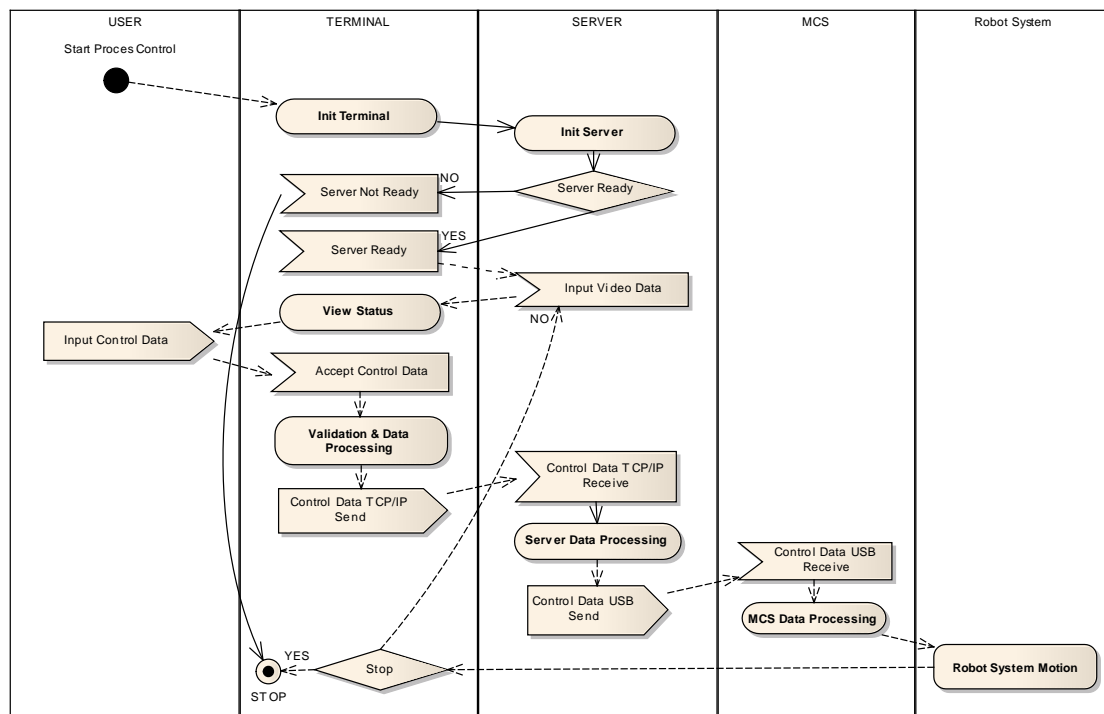 USER
TERMINAL
SERVER
MCS
Robot System
Start Proces Control
Init Terminal
Init Server
Server Not Ready
NO
Server Ready
Server Ready
YES
Input Video Data
View Status
NO
Input Control Data
Accept Control Data
Validation & Data
Processing
Control Data TCP/IP
Send
Control Data TCP/IP
Receive
Server Data Processing
Control Data USB
Send
Control Data USB
Receive
MCS Data Processing
Robot System Motion
Stop
YES
STOP